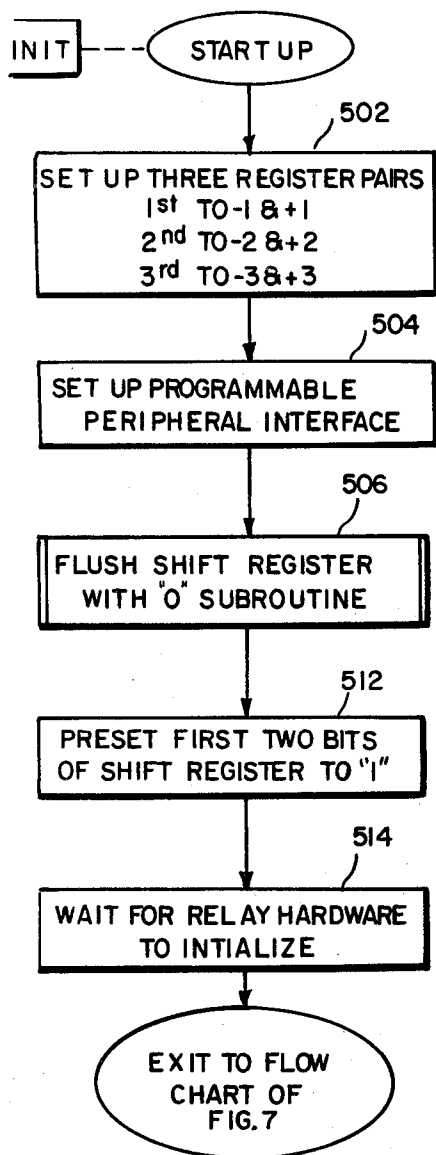 INIT
START UP
502
SET UP THREE REGISTER PAIRS
1st TO-1 & +1
2nd TO-2 & +2
3rd TO-3 & +3
504
SET UP PROGRAMMABLE
PERIPHERAL INTERFACE
506
FLUSH SHIFT REGISTER
WITH "0" SUBROUTINE
512
PRESET FIRST TWO BITS
OF SHIFT REGISTER TO "1"
514
WAIT FOR RELAY HARDWARE
TO INTIALIZE
EXIT TO FLOW
CHART OF
FIG. 7